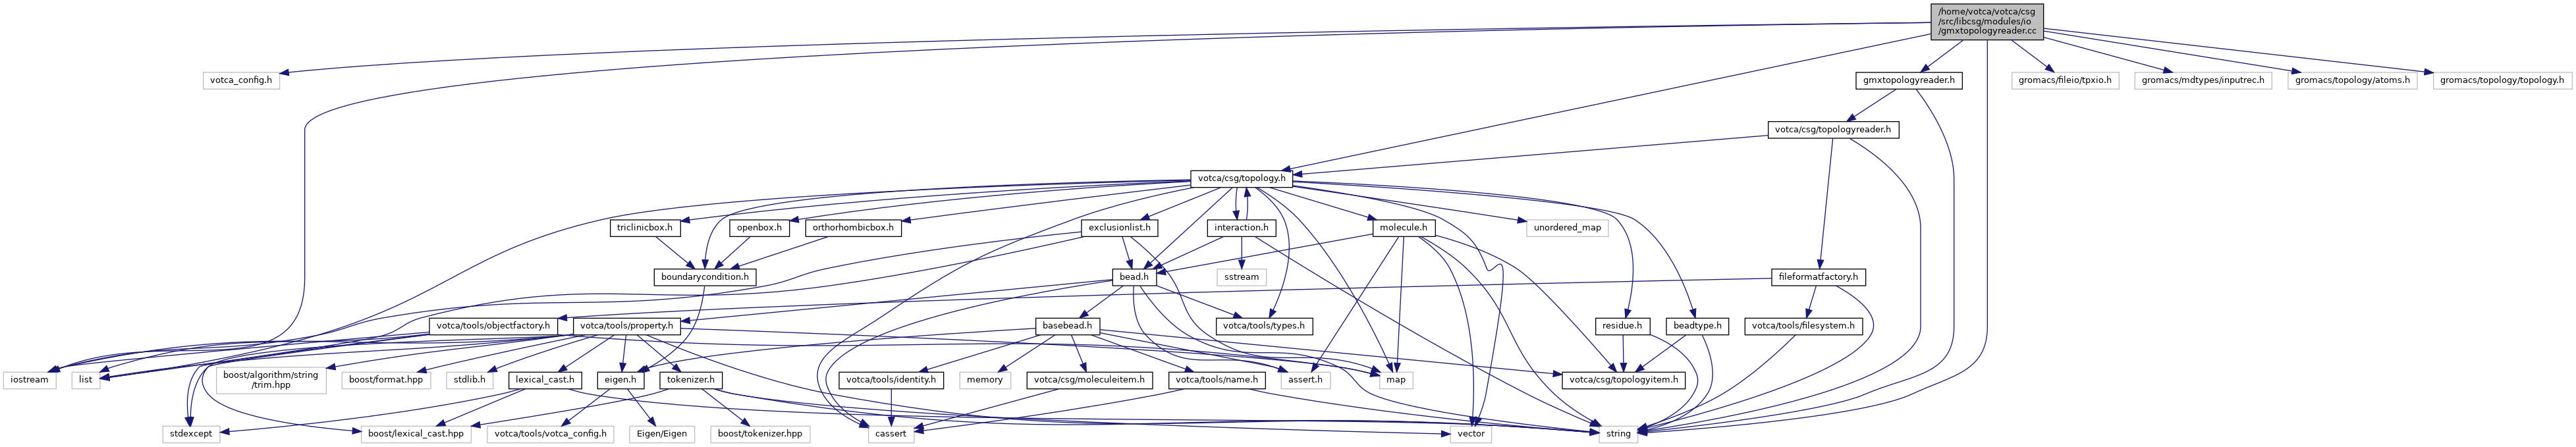 /home/votca/votca/csg
/src/libcsg/modules/io
/gmxtopologyreader.cc
votca_config.h
gmxtopologyreader.h
gromacs/fileio/tpxio.h
gromacs/mdtypes/inputrec.h
gromacs/topology/atoms.h
gromacs/topology/topology.h
votca/csg/topologyreader.h
votca/csg/topology.h
triclinicbox.h
openbox.h
orthorhombicbox.h
exclusionlist.h
interaction.h
molecule.h
unordered_map
boundarycondition.h
bead.h
sstream
fileformatfactory.h
votca/tools/objectfactory.h
votca/tools/property.h
basebead.h
votca/tools/types.h
residue.h
beadtype.h
votca/tools/filesystem.h
iostream
list
boost/algorithm/string
/trim.hpp
boost/format.hpp
stdlib.h
lexical_cast.h
eigen.h
tokenizer.h
votca/tools/identity.h
memory
votca/csg/moleculeitem.h
votca/tools/name.h
assert.h
map
votca/csg/topologyitem.h
stdexcept
boost/lexical_cast.hpp
votca/tools/votca_config.h
Eigen/Eigen
boost/tokenizer.hpp
cassert
vector
string